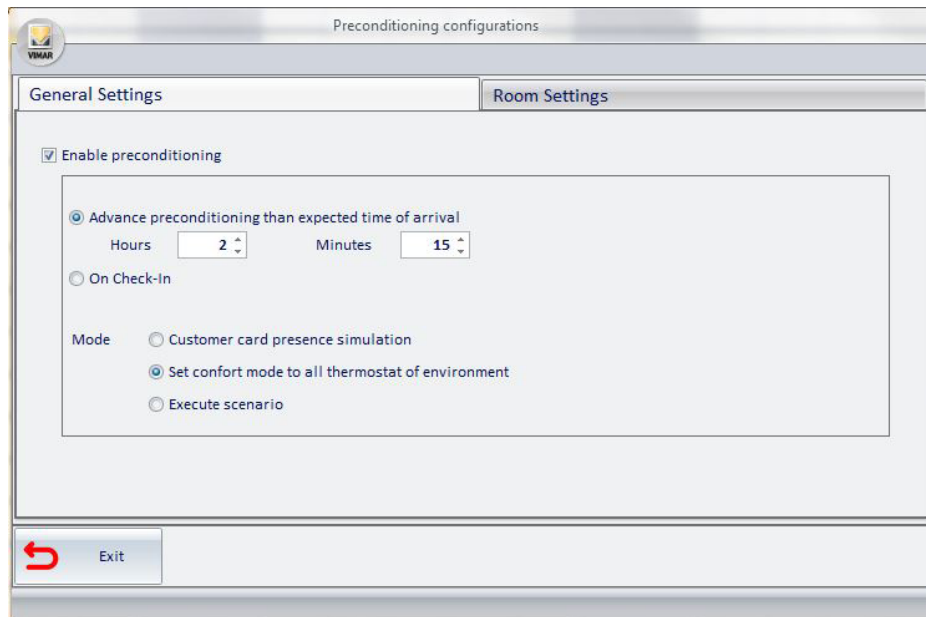 Preconditioning configurations
VIMAR
General Settings
Room Settings
Enable preconditioning
Advance preconditioning than expected time of arrival
Hours 2 Minutes 15
On Check-In
Mode Customer card presence simulation
Set confort mode to all thermostat of environment
Execute scenario
Exit